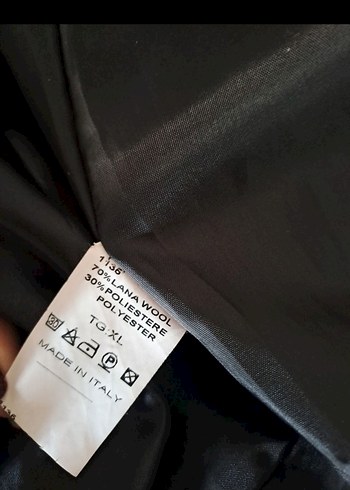 1136
70%LANA WOOL
30%POLIESTERE
POLYESTER
TG XL
P
MADE IN ITALY